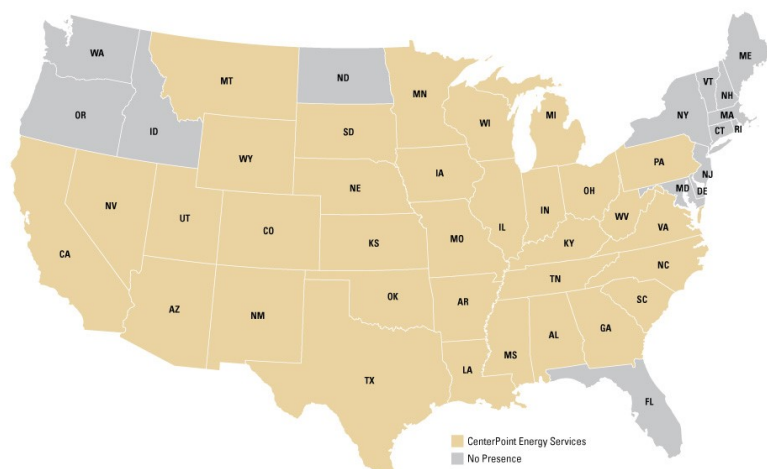 WA
MT
ND
MN
ME
VT
NH
OR
ID
SD
WI
MI
NY
MA
CT
RI
WY
IA
PA
NJ
NE
OH
MD
DE
NV
UT
CO
IL
IN
WV
VA
CA
KS
MO
KY
NC
AZ
NM
OK
AR
TN
SC
TX
LA
MS
AL
GA
FL
CenterPoint Energy Services
No Presence